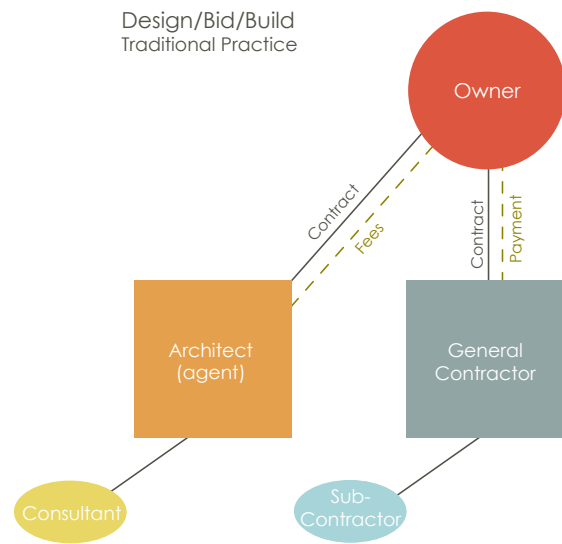 Design/Bid/Build
Traditional Practice
Owner
Contract
Fees
Contract
Payment
Architect
(agent)
General
Contractor
Consultant
Sub-
Contractor